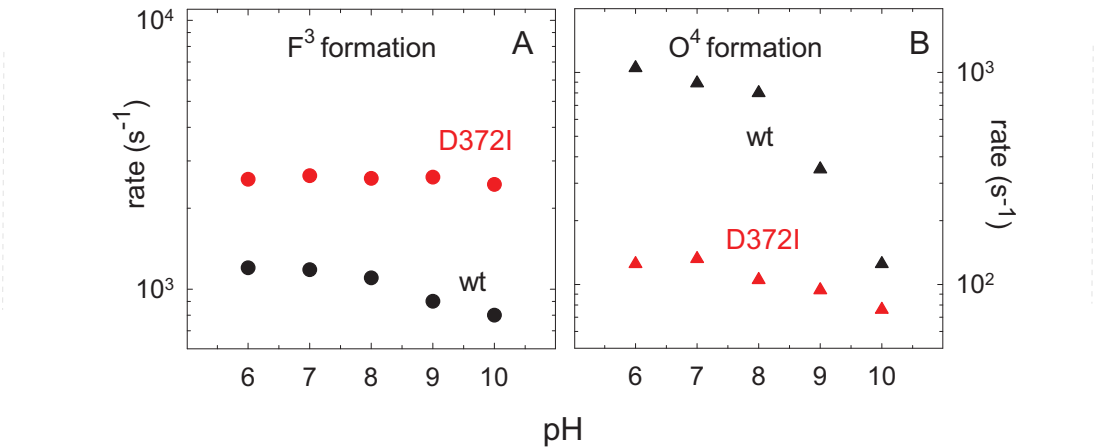 10⁴
F³ formation
A
rate (s⁻¹)
D372I
wt
10³
6 7 8 9 10
O⁴ formation
B
10³
wt
rate (s⁻¹)
D372I
10²
6 7 8 9 10
pH